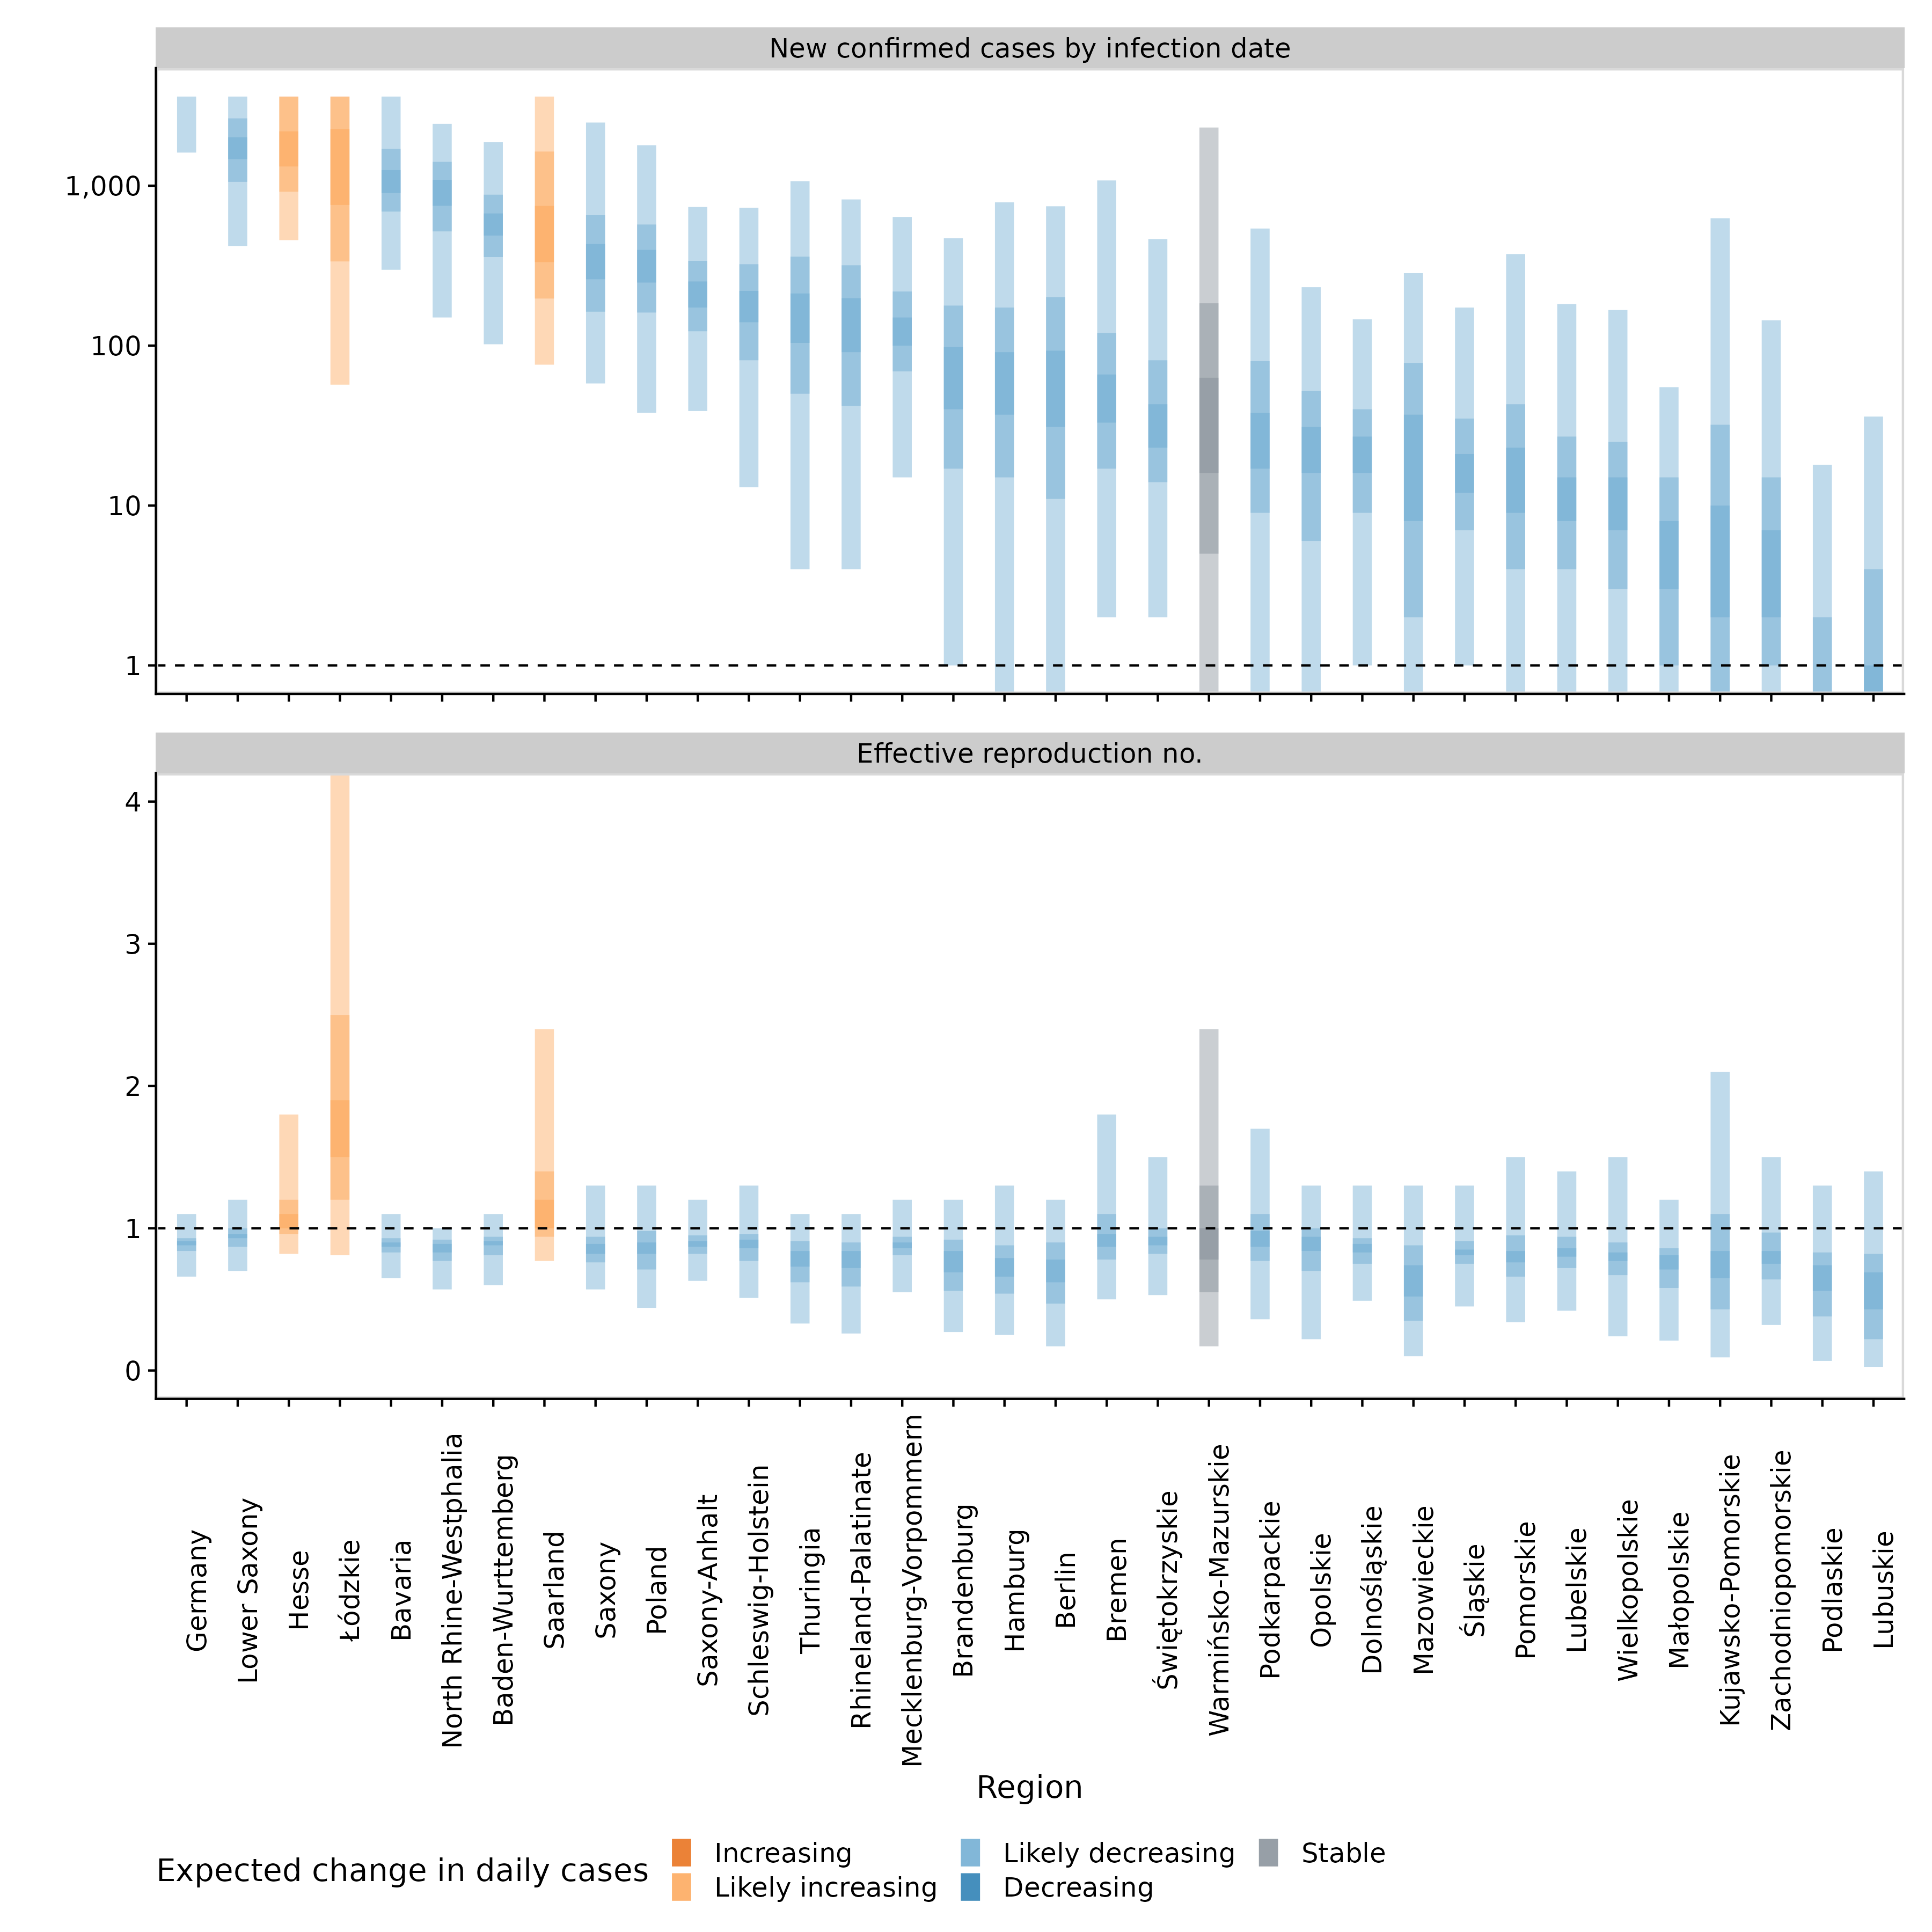 New confirmed cases by infection date
1,000
100
10
1
Effective reproduction no.
4
3
2
1
0
Germany
Lower Saxony
Hesse
Łódzkie
Bavaria
North Rhine-Westphalia
Baden-Wurttemberg
Saarland
Saxony
Poland
Saxony-Anhalt
Schleswig-Holstein
Thuringia
Rhineland-Palatinate
Mecklenburg-Vorpommern
Brandenburg
Hamburg
Berlin
Bremen
Świętokrzyskie
Warmińsko-Mazurskie
Podkarpackie
Opolskie
Dolnośląskie
Mazowieckie
Śląskie
Pomorskie
Lubelskie
Wielkopolskie
Małopolskie
Kujawsko-Pomorskie
Zachodniopomorskie
Podlaskie
Lubuskie
Region
Expected change in daily cases
Increasing
Likely increasing
Likely decreasing
Decreasing
Stable